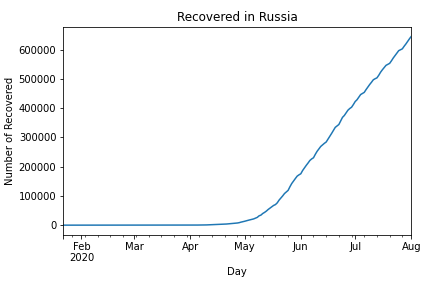 Recovered in Russia
Number of Recovered
600000
500000
400000
300000
200000
100000
0
Feb
2020
Mar
Apr
May
Jun
Jul
Aug
Day